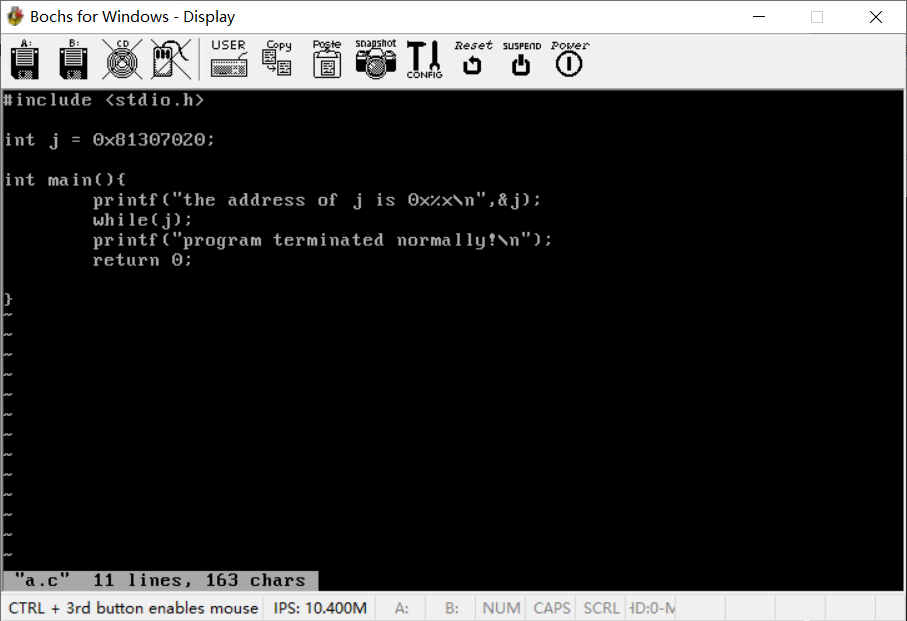 Bochs for Windows - Display
A: B: CD USER Copy Paste snapshot CONFIG Reset SUSPEND Power
#include <stdio.h>
int j = 0x81307020;
int main(){
printf("the address of j is 0x%x\n",&j);
while(j);
printf("program terminated normally!\n");
return 0;
}
~
~
~
~
~
~
~
~
~
~
~
~
~
"a.c" 11 lines, 163 chars
CTRL + 3rd button enables mouse IPS: 10.400M A: B: NUM CAPS SCRL HD:0-M